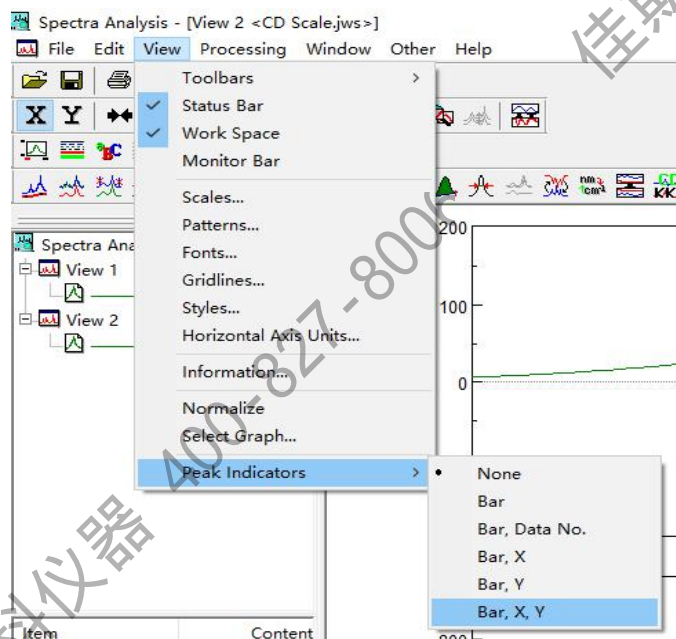 Spectra Analysis - [View 2 <CD Scale.jws>]
File Edit View Processing Window Other Help
Toolbars
X Y
Status Bar
Work Space
Monitor Bar
Scales...
Patterns...
Fonts...
Gridlines...
Styles...
Horizontal Axis Units...
Information...
Normalize
Select Graph...
Peak Indicators
None
Bar
Bar, Data No.
Bar, X
Bar, Y
Bar, X, Y
Spectra Ana
View 1
View 2
200
100
0
Item Content
科仪器 400-827-800